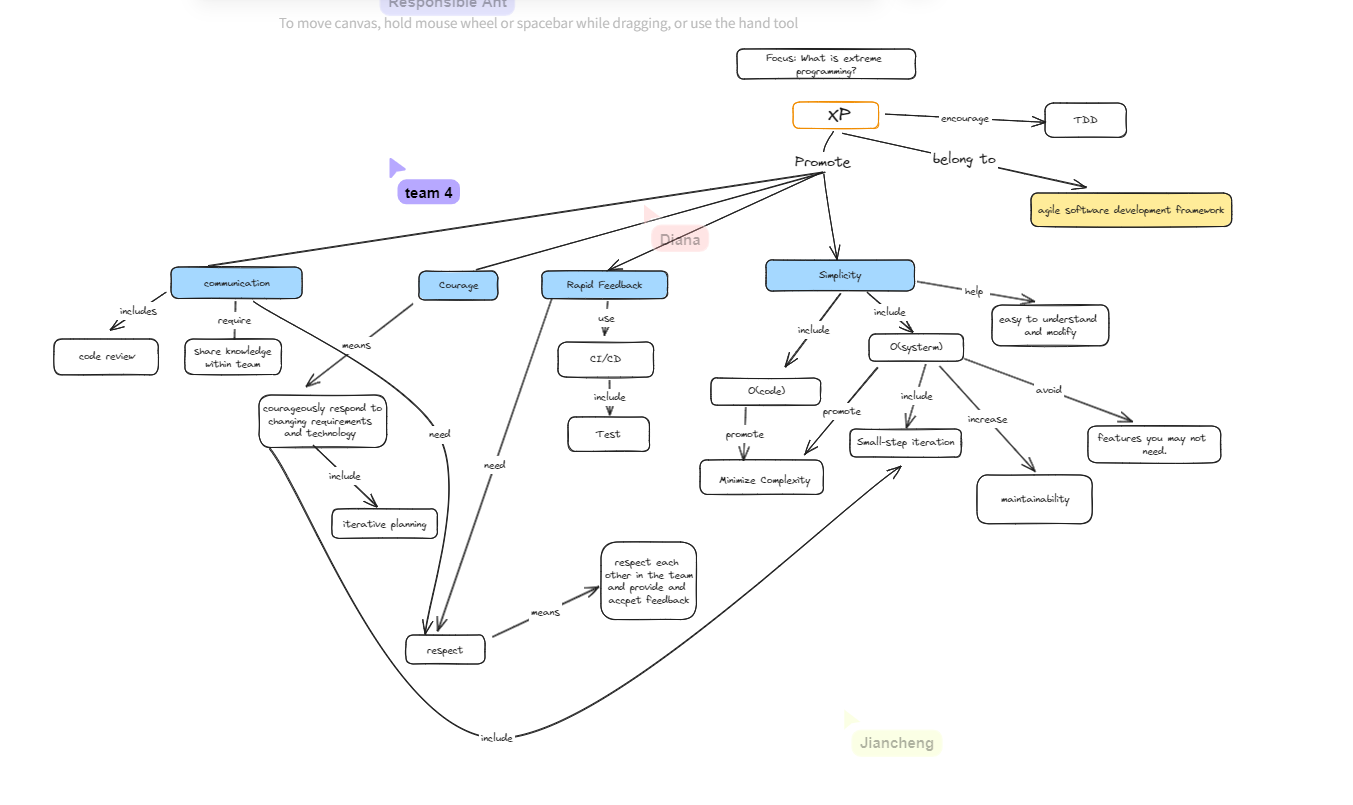 Responsible Ant
To move canvas, hold mouse wheel or spacebar while dragging, or use the hand tool
Focus: What is extreme
programming?
XP
encourage
TDD
Promote
belong to
team 4
agile software development framework
Diana
communication
Courage
Rapid Feedback
Simplicity
includes
require
use
include
include
help
easy to understand
and modify
code review
share knowledge
within team
means
CI/CD
O(systerm)
include
O(code)
avoid
courageously respond to
changing requirements
and technology
need
include
promote
include
increase
Test
promote
Small-step iteration
features you may not
need.
need
include
Minimize Complexity
maintainability
iterative planning
respect each
other in the team
and provide and
accpet feedback
means
respect
include
Jiancheng